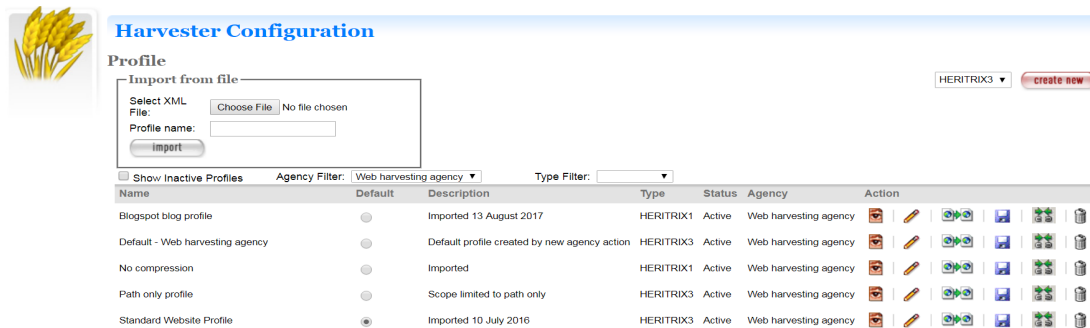 Harvester Configuration
Profile
Import from file
HERITRIX3
create new
Select XML File:
Choose File No file chosen
Profile name:
import
Show Inactive Profiles Agency Filter: Web harvesting agency Type Filter:
Name Default Description Type Status Agency Action
Blogspot blog profile Imported 13 August 2017 HERITRIX1 Active Web harvesting agency
Default - Web harvesting agency Default profile created by new agency action HERITRIX3 Active Web harvesting agency
No compression Imported HERITRIX1 Active Web harvesting agency
Path only profile Scope limited to path only HERITRIX3 Active Web harvesting agency
Standard Website Profile Imported 10 July 2016 HERITRIX3 Active Web harvesting agency